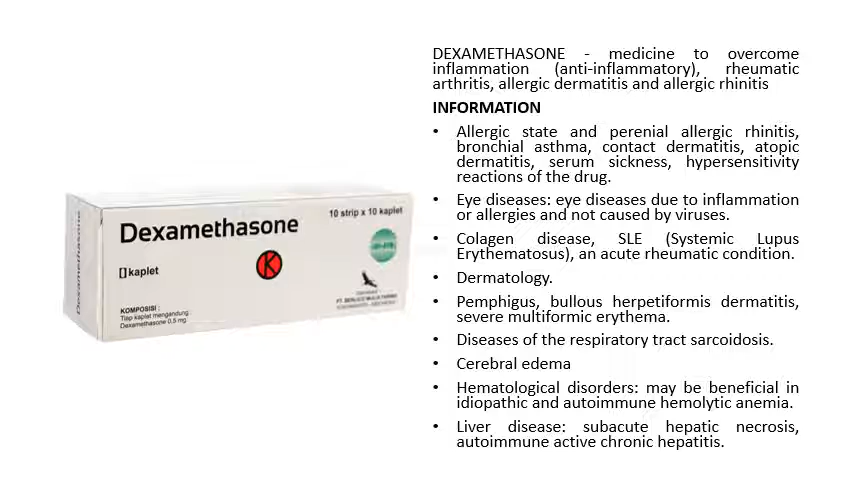 DEXAMETHASONE - medicine to overcome
inflammation (anti-inflammatory), rheumatic
arthritis, allergic dermatitis and allergic rhinitis
INFORMATION
• Allergic state and perenial allergic rhinitis,
bronchial asthma, contact dermatitis, atopic
dermatitis, serum sickness, hypersensitivity
reactions of the drug.
• Eye diseases: eye diseases due to inflammation
or allergies and not caused by viruses.
• Colagen disease, SLE (Systemic Lupus
Erythematosus), an acute rheumatic condition.
• Dermatology.
• Pemphigus, bullous herpetiformis dermatitis,
severe multiformic erythema.
• Diseases of the respiratory tract sarcoidosis.
• Cerebral edema
• Hematological disorders: may be beneficial in
idiopathic and autoimmune hemolytic anemia.
• Liver disease: subacute hepatic necrosis,
autoimmune active chronic hepatitis.
Dexamethasone
10 strip x 10 kaplet
Dexamethasone
kaplet
K
KOMPOSISI :
Tiap kaplet mengandung :
Dexamethasone 0,5 mg